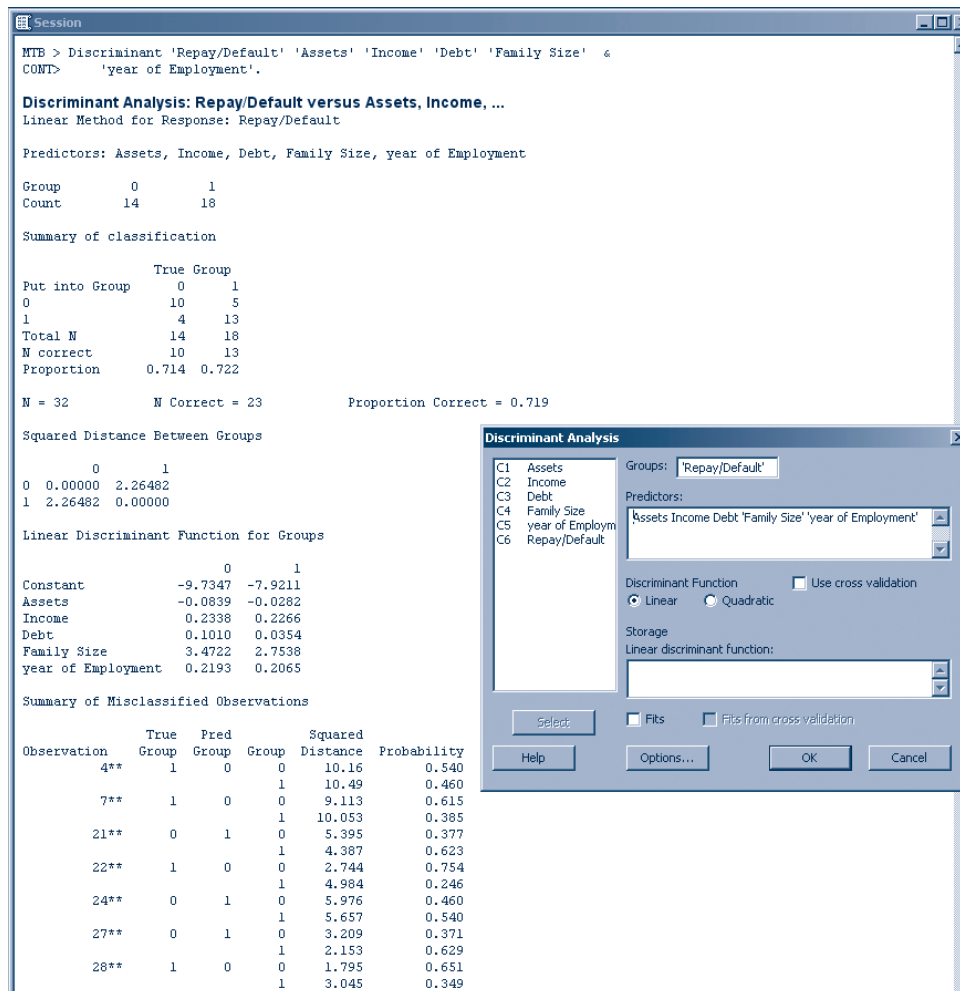 Session
MTB > Discriminant 'Repay/Default' 'Assets' 'Income' 'Debt' 'Family Size' &
CONT> 'year of Employment'.
Discriminant Analysis: Repay/Default versus Assets, Income, ...
Linear Method for Response: Repay/Default
Predictors: Assets, Income, Debt, Family Size, year of Employment
Group 0 1
Count 14 18
Summary of classification
True Group
Put into Group 0 1
0 10 5
1 4 13
Total N 14 18
N correct 10 13
Proportion 0.714 0.722
N = 32 N Correct = 23 Proportion Correct = 0.719
Squared Distance Between Groups
0 1
0 0.00000 2.26482
1 2.26482 0.00000
Linear Discriminant Function for Groups
0 1
Constant -9.7347 -7.9211
Assets -0.0839 -0.0282
Income 0.2338 0.2266
Debt 0.1010 0.0354
Family Size 3.4722 2.7538
year of Employment 0.2193 0.2065
Summary of Misclassified Observations
True Pred Squared
Observation Group Group Group Distance Probability
4** 1 0 0 10.16 0.540
1 10.49 0.460
7** 1 0 0 9.113 0.615
1 10.053 0.385
21** 0 1 0 5.395 0.377
1 4.387 0.623
22** 1 0 0 2.744 0.754
1 4.984 0.246
24** 0 1 0 5.976 0.460
1 5.657 0.540
27** 0 1 0 3.209 0.371
1 2.153 0.629
28** 1 0 0 1.795 0.651
1 3.045 0.349
Discriminant Analysis
C1 Assets
C2 Income
C3 Debt
C4 Family Size
C5 year of Employm
C6 Repay/Default
Groups: 'Repay/Default'
Predictors:
Assets Income Debt 'Family Size' 'year of Employment'
Discriminant Function
Use cross validation
Linear Quadratic
Storage
Linear discriminant function:
Select
Fits Fits from cross validation
Help Options... OK Cancel